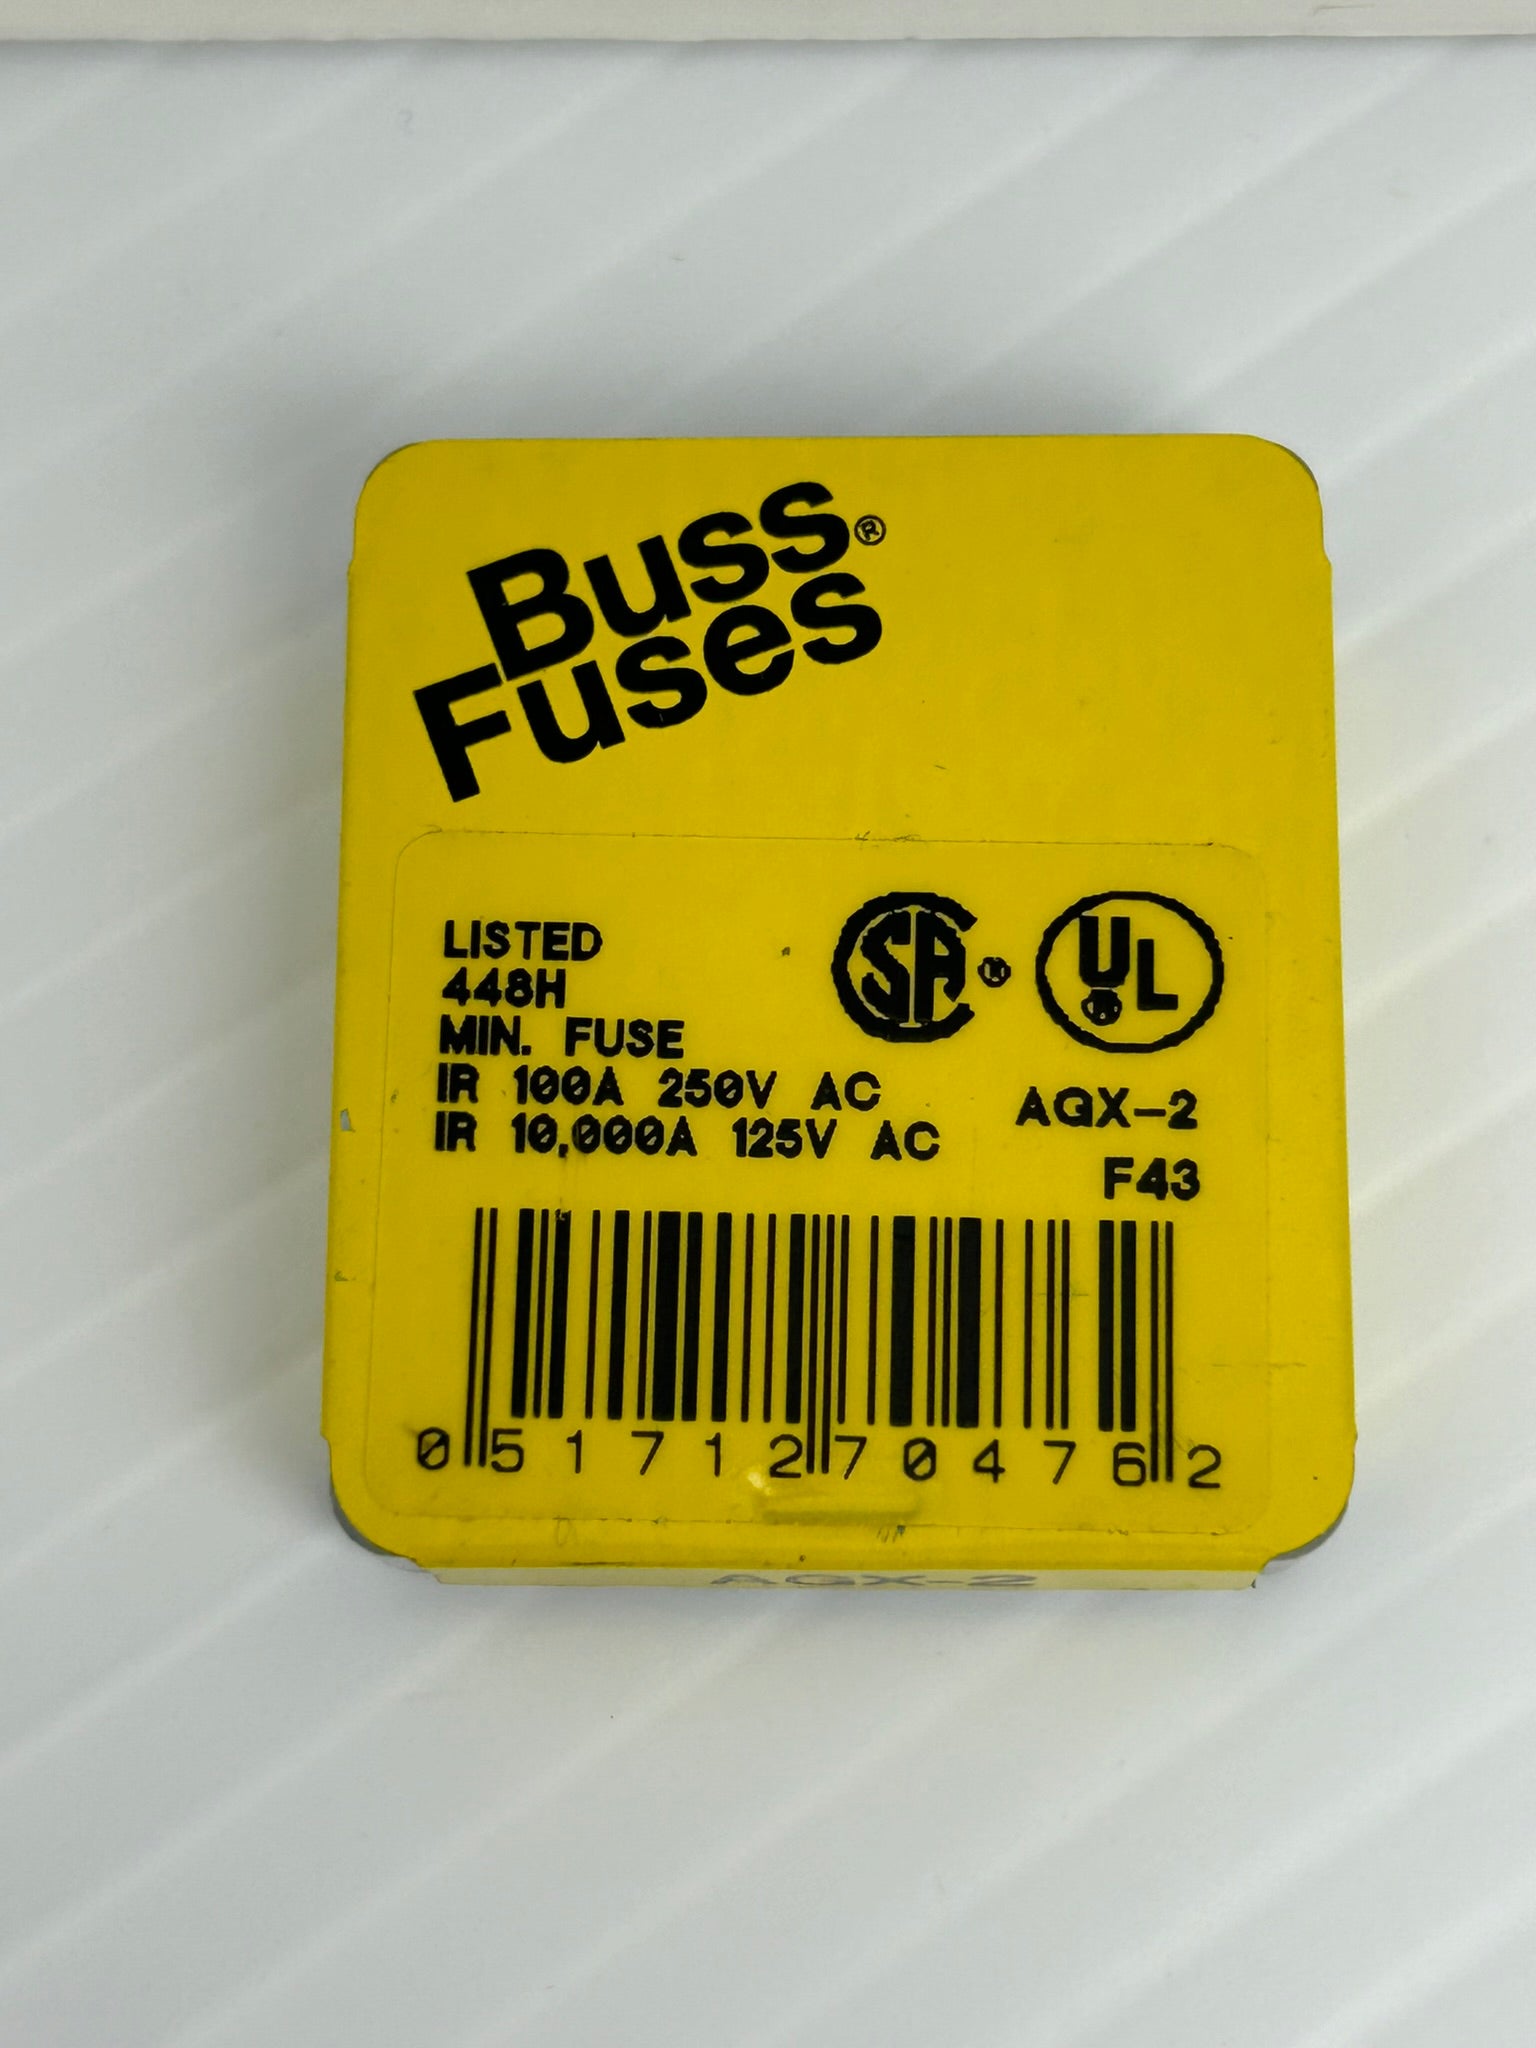 Buss®
Fuses
LISTED
448H
MIN. FUSE
IR 100A 250V AC
IR 10,000A 125V AC
SA ® UL ®
AGX-2
F43
0 51712 70476 2
AGX-2